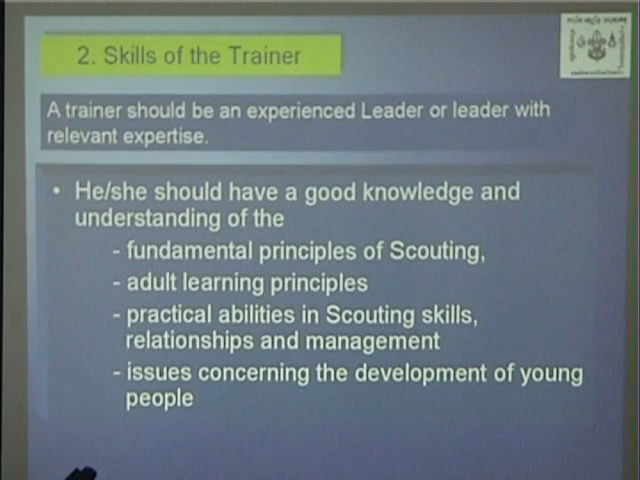 2. Skills of the Trainer
A trainer should be an experienced Leader or leader with
relevant expertise.
• He/she should have a good knowledge and
understanding of the
- fundamental principles of Scouting,
- adult learning principles
- practical abilities in Scouting skills,
relationships and management
- issues concerning the development of young
people